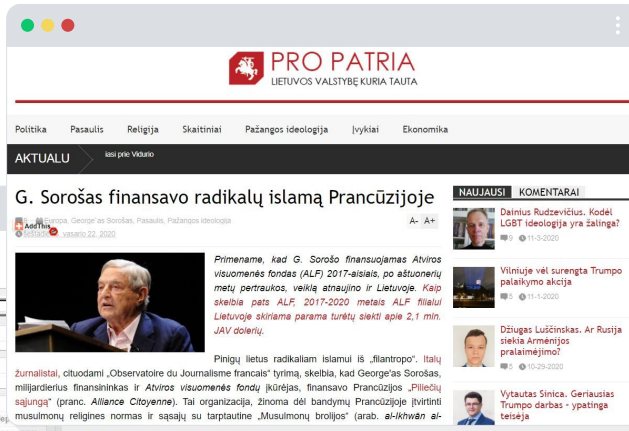 PRO PATRIA
LIETUVOS VALSTYBĘ KURIA TAUTA
Politika Pasaulis Religija Skaitiniai Pažangos ideologija Įvykiai Ekonomika
AKTUALU iasi prie Vidurio
G. Sorošas finansavo radikalų islamą Prancūzijoje
Europa, George'as Sorošas, Pasaulis, Pažangos ideologija A- A+
AddThis
šeštadienis, vasario 22, 2020
Primename, kad G. Sorošo finansuojamas Atviros
visuomenės fondas (ALF) 2017-aisiais, po aštuonerių
metų pertraukos, veiklą atnaujino ir Lietuvoje. Kaip
skelbia pats ALF, 2017-2020 metais ALF filialui
Lietuvoje skiriama parama turėtų siekti apie 2,1 mln.
JAV dolerių.
Pinigų lietus radikaliam islamui iš „filantropo". Italų
žurnalistai, cituodami „Observatoire du Journalisme francais" tyrimą, skelbia, kad George'as Sorošas,
milijardierius finansininkas ir Atviros visuomenės fondų įkūrėjas, finansavo Prancūzijos „Piliečių
sąjungą" (pranc. Alliance Citoyenne). Tai organizacija, žinoma dėl bandymų Prancūzijoje įtvirtinti
musulmonų religines normas ir sąsajų su tarptautine „Musulmonų brolijos" (arab. al-Ikhwān al-
NAUJAUSI KOMENTARAI
Dainius Rudzevičius. Kodėl
LGBT ideologija yra žalinga?
9 11-3-2020
Vilniuje vėl surengta Trumpo
palaikymo akcija
5 11-1-2020
Džiugas Luščinskas. Ar Rusija
siekia Armėnijos
pralaimėjimo?
5 10-29-2020
Vytautas Sinica. Geriausias
Trumpo darbas - ypatinga
teisėja